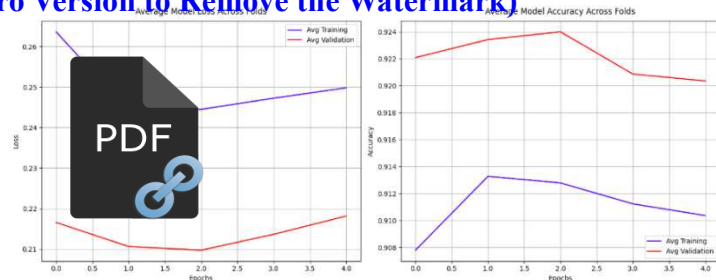 ro Version to Remove the Watermark)
Average Model Loss Across Folds
Avg Training
Avg Validation
0.26
0.25
0.24
0.23
0.22
0.21
Loss
0.0 0.5 1.0 1.5 2.0 2.5 3.0 3.5 4.0
Epochs
PDF
Average Model Accuracy Across Folds
0.924
0.922
0.920
0.918
0.916
0.914
0.912
0.910
0.908
Accuracy
Avg Training
Avg Validation
0.0 0.5 1.0 1.5 2.0 2.5 3.0 3.5 4.0
Epochs